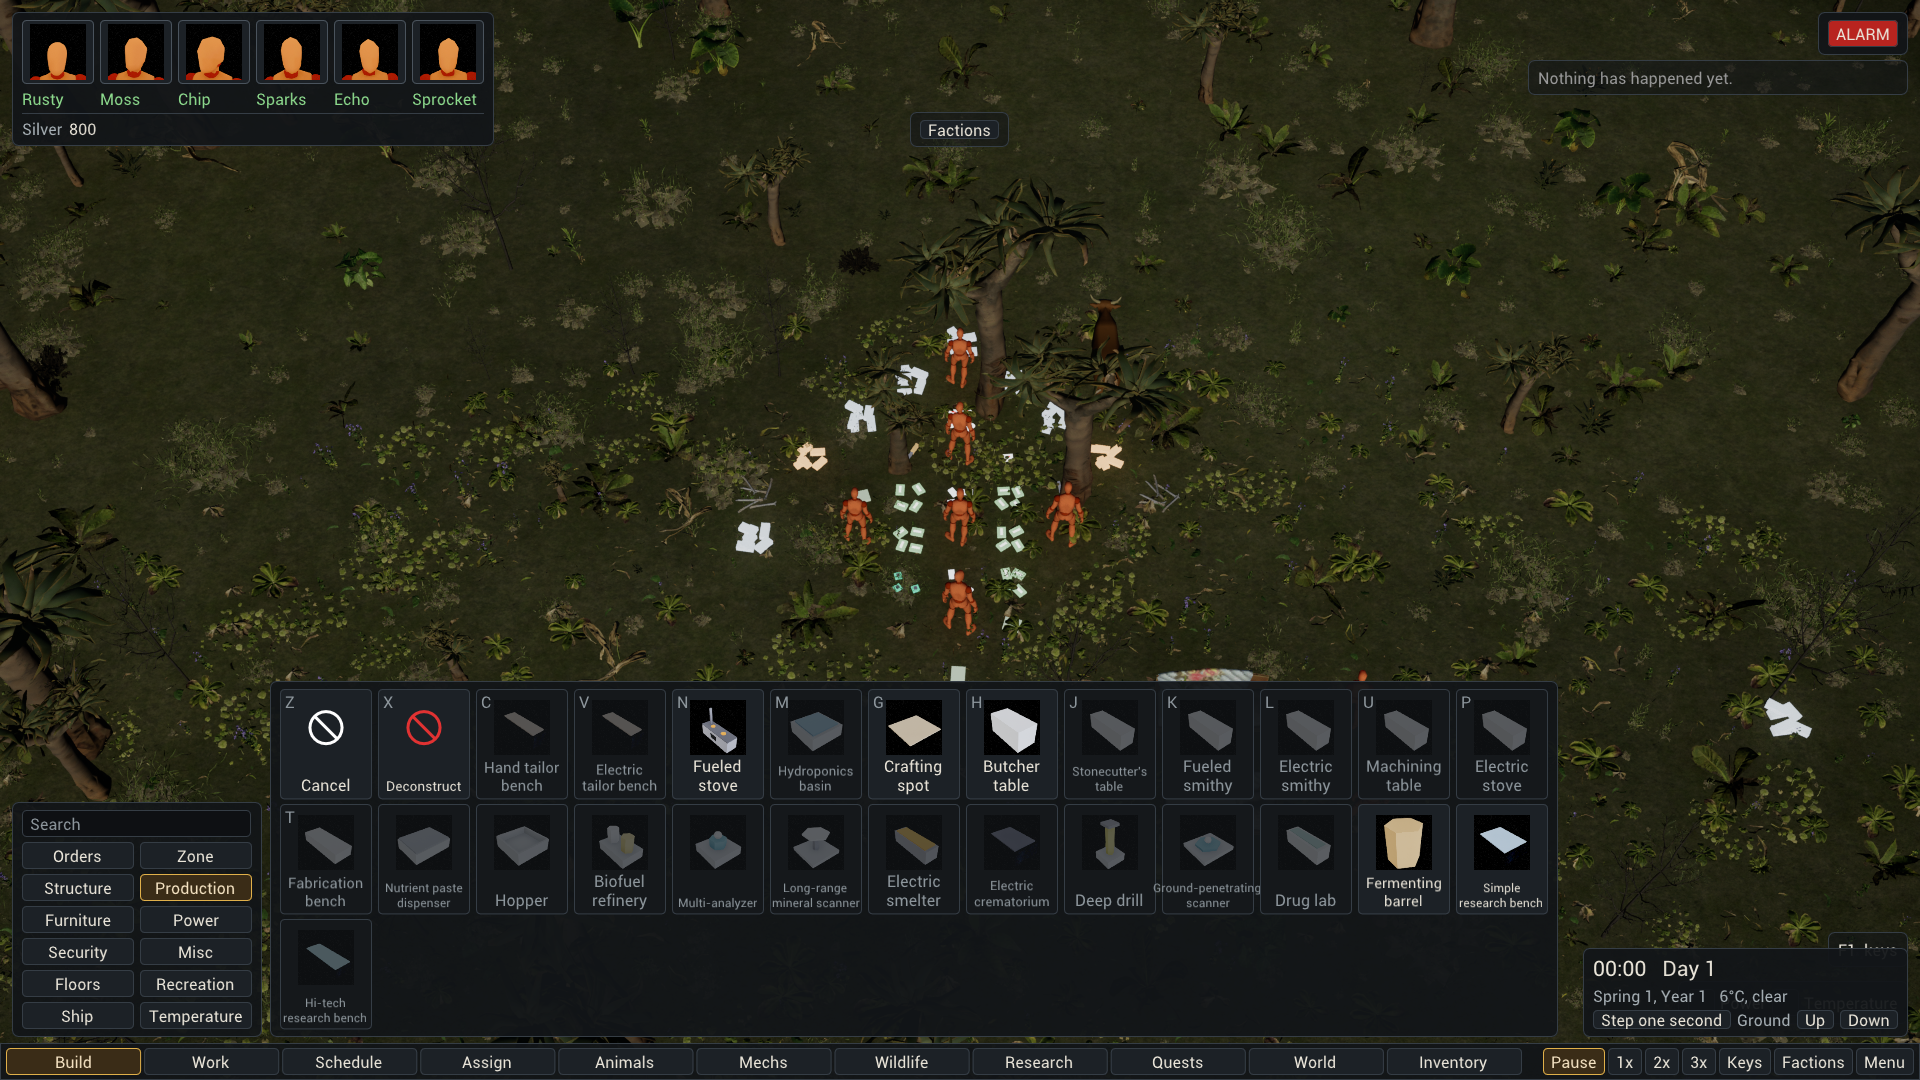 Rusty Moss Chip Sparks Echo Sprocket
Silver 800
ALARM
Nothing has happened yet.
Factions
Z
Cancel
X
Deconstruct
C
Hand tailor
bench
V
Electric
tailor bench
N
Fueled
stove
M
Hydroponics
basin
G
Crafting
spot
H
Butcher
table
J
Stonecutter's
table
K
Fueled
smithy
L
Electric
smithy
U
Machining
table
P
Electric
stove
T
Fabrication
bench
Nutrient paste
dispenser
Hopper
Biofuel
refinery
Multi-analyzer
Long-range
mineral scanner
Electric
smelter
Electric
crematorium
Deep drill
Ground-penetrating
scanner
Drug lab
Fermenting
barrel
Simple
research bench
Hi-tech
research bench
Search
Orders Zone
Structure Production
Furniture Power
Security Misc
Floors Recreation
Ship Temperature
F1 keys
00:00 Day 1
Spring 1, Year 1 6°C, clear
Temperature
Step one second Ground Up Down
Build Work Schedule Assign Animals Mechs Wildlife Research Quests World Inventory Pause 1x 2x 3x Keys Factions Menu